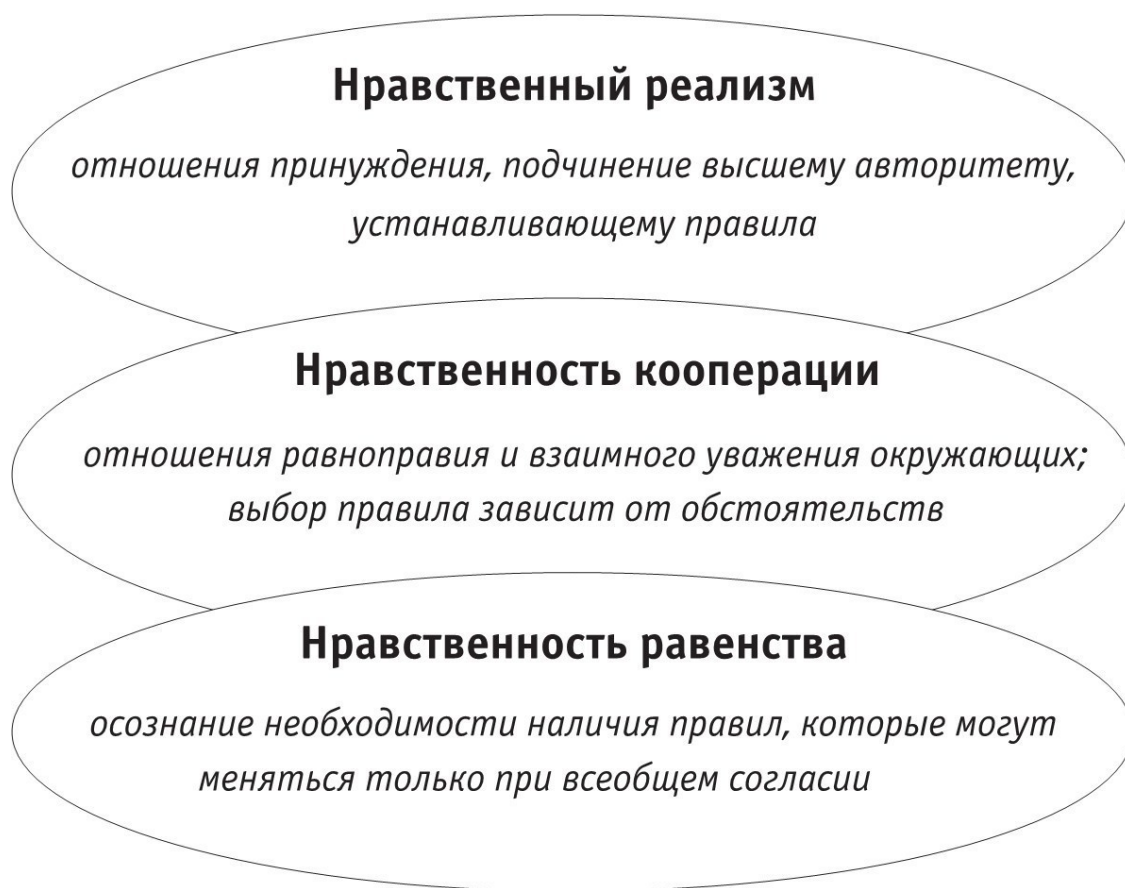 Нравственный реализм
отношения принуждения, подчинение высшему авторитету,
устанавливающему правила
Нравственность кооперации
отношения равноправия и взаимного уважения окружающих;
выбор правила зависит от обстоятельств
Нравственность равенства
осознание необходимости наличия правил, которые могут
меняться только при всеобщем согласии